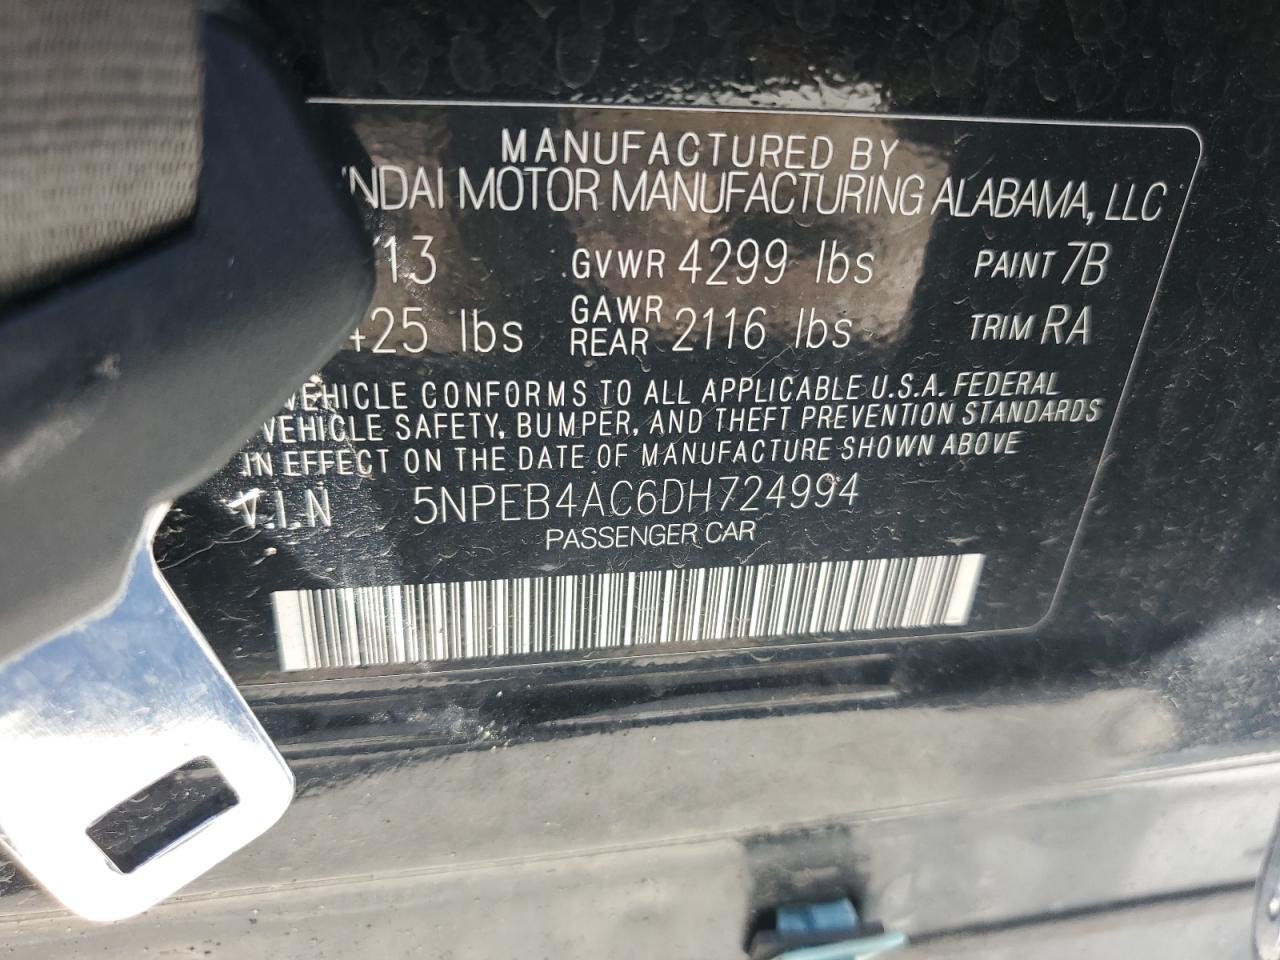 MANUFACTURED BY
NDAI MOTOR MANUFACTURING ALABAMA, LLC
/13 GVWR 4299 lbs PAINT 7B
425 lbs GAWR REAR 2116 lbs TRIM RA
VEHICLE CONFORMS TO ALL APPLICABLE U.S.A. FEDERAL
VEHICLE SAFETY, BUMPER, AND THEFT PREVENTION STANDARDS
IN EFFECT ON THE DATE OF MANUFACTURE SHOWN ABOVE
V.I.N 5NPEB4AC6DH724994
PASSENGER CAR